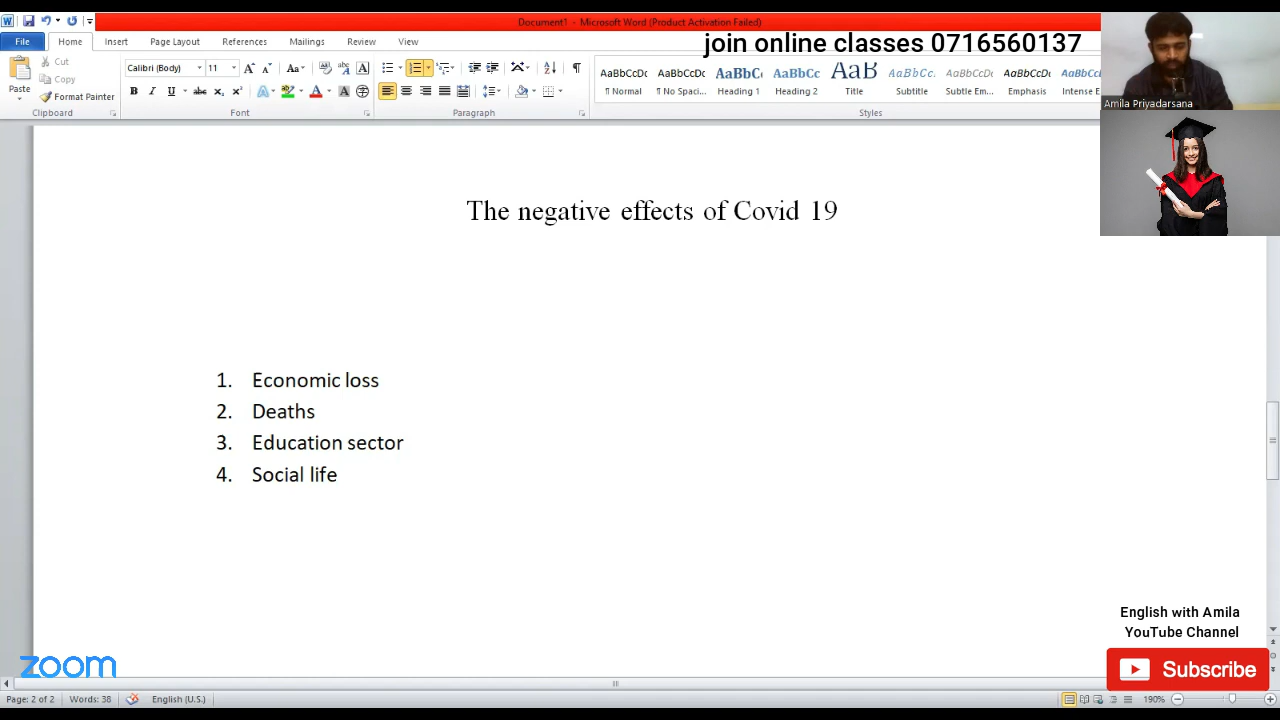 Document1 - Microsoft Word (Product Activation Failed)
File Home Insert Page Layout References Mailings Review View
join online classes 0716560137
Cut
Copy
Format Painter
Paste
Calibri (Body) 11
AaBbCcDc AaBbCcDc AaBbC AaBbCc AaB AaBbCc. AaBbCcDc AaBbCcDc AaBbCcD
¶ Normal ¶ No Spaci... Heading 1 Heading 2 Title Subtitle Subtle Em... Emphasis Intense E
Clipboard Font Paragraph Styles
Amila Priyadarsana
The negative effects of Covid 19
1. Economic loss
2. Deaths
3. Education sector
4. Social life
English with Amila
YouTube Channel
Subscribe
zoom
Page: 2 of 2 Words: 38 English (U.S.) 190%